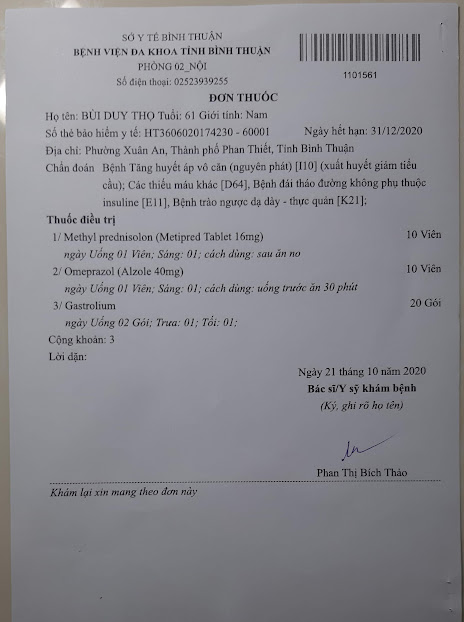 SỞ Y TẾ BÌNH THUẬN
BỆNH VIỆN ĐA KHOA TỈNH BÌNH THUẬN
PHÒNG 02_NỘI
Số điện thoại: 02523939255
1101561
ĐƠN THUỐC
Họ tên: BÙI DUY THỌ Tuổi: 61 Giới tính: Nam
Số thẻ bảo hiểm y tế: HT3606020174230 - 60001 Ngày hết hạn: 31/12/2020
Địa chỉ: Phường Xuân An, Thành phố Phan Thiết, Tỉnh Bình Thuận
Chẩn đoán Bệnh Tăng huyết áp vô căn (nguyên phát) [I10] (xuất huyết giảm tiểu
cầu); Các thiếu máu khác [D64], Bệnh đái tháo đường không phụ thuộc
insuline [E11], Bệnh trào ngược dạ dày - thực quản [K21];
Thuốc điều trị
1/ Methyl prednisolon (Metipred Tablet 16mg) 10 Viên
ngày Uống 01 Viên; Sáng: 01; cách dùng: sau ăn no
2/ Omeprazol (Alzole 40mg) 10 Viên
ngày Uống 01 Viên; Sáng: 01; cách dùng: uống trước ăn 30 phút
3/ Gastrolium 20 Gói
ngày Uống 02 Gói; Trưa: 01; Tối: 01;
Cộng khoản: 3
Lời dặn:
Ngày 21 tháng 10 năm 2020
Bác sĩ/Y sỹ khám bệnh
(Ký, ghi rõ họ tên)
Phan Thị Bích Thảo
Khám lại xin mang theo đơn này